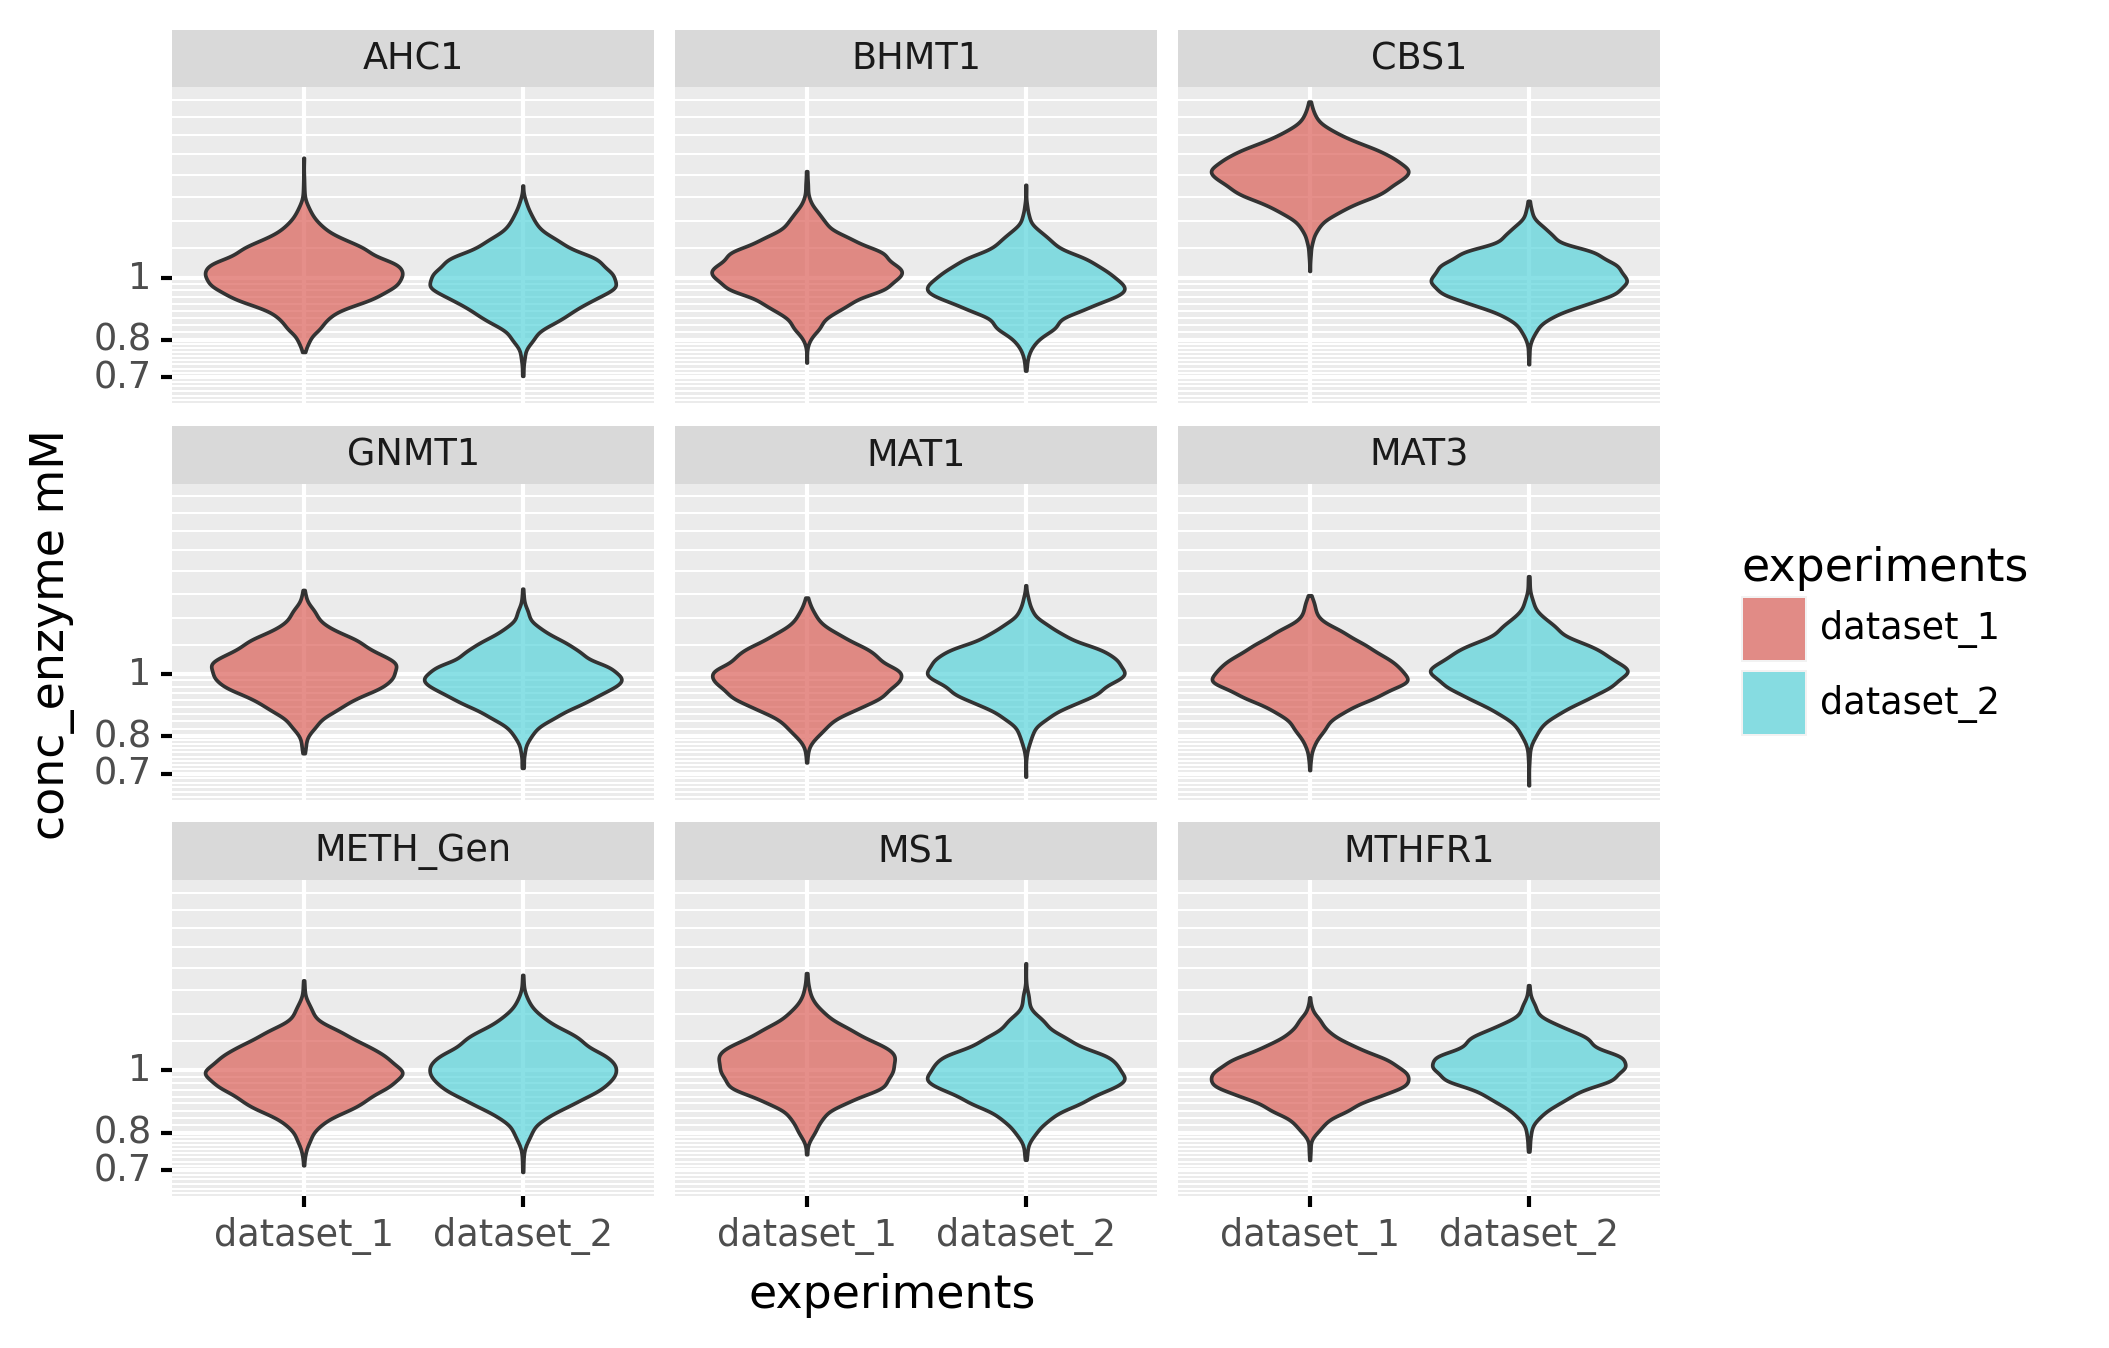 AHC1
BHMT1
CBS1
1
0.8
0.7
GNMT1
MAT1
MAT3
1
0.8
0.7
METH_Gen
MS1
MTHFR1
1
0.8
0.7
dataset_1 dataset_2
dataset_1 dataset_2
dataset_1 dataset_2
experiments
conc_enzyme mM
experiments
dataset_1
dataset_2